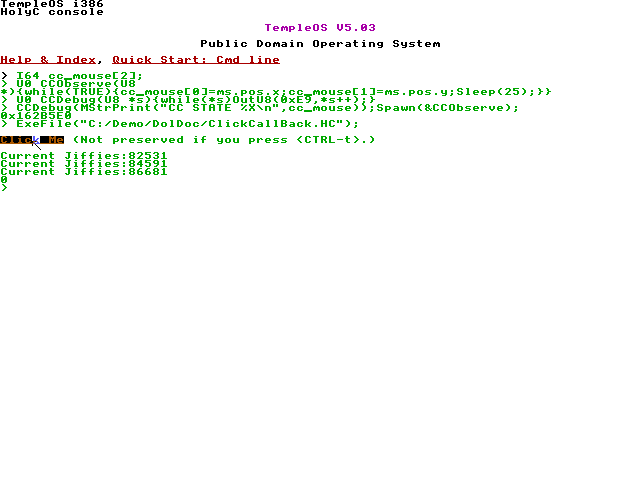 TempleOS i386
HolyC console
TempleOS V5.03
Public Domain Operating System
Help & Index, Quick Start: Cmd line
> I64 cc_mouse[2];
> U0 CCObserve(U8
*){while(TRUE){cc_mouse[0]=ms.pos.x;cc_mouse[1]=ms.pos.y;Sleep(25);}}
> U0 CCDebug(U8 *s){while(*s)OutU8(0xE9,*s++);}
> CCDebug(MStrPrint("CC STATE %X\n",cc_mouse));Spawn(&CCObserve);
0x162B5E0
> ExeFile("C:/Demo/DolDoc/ClickCallBack.HC");
Click Me (Not preserved if you press <CTRL-t>.)
Current Jiffies:82531
Current Jiffies:84591
Current Jiffies:86681
0
>